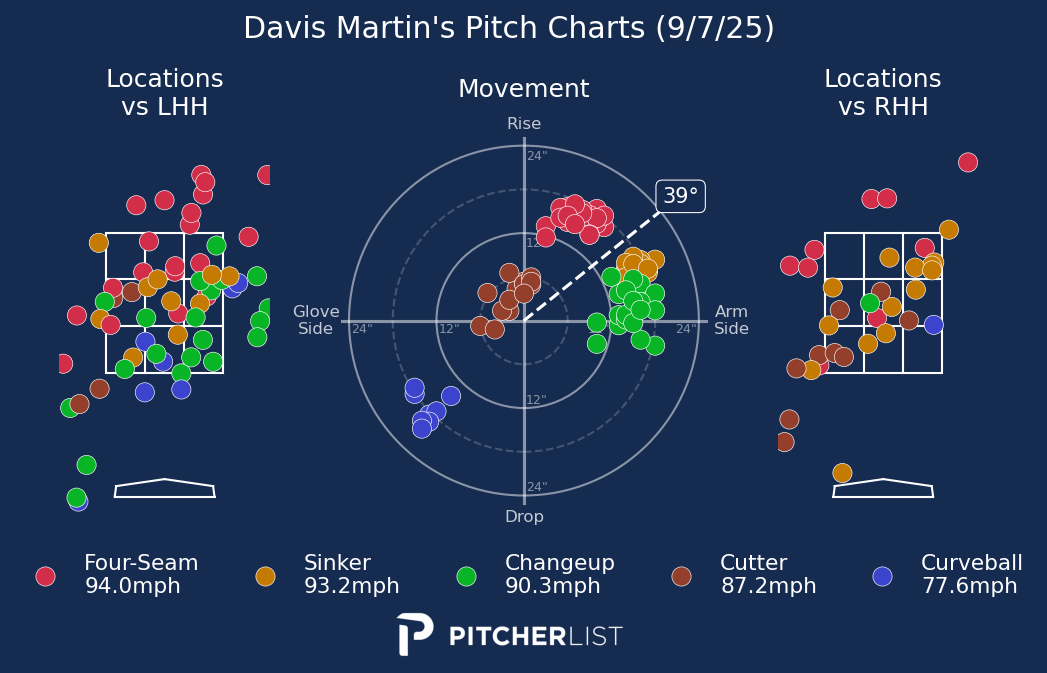 Davis Martin's Pitch Charts (9/7/25)
Locations
vs LHH
Movement
Locations
vs RHH
Rise
24"
39°
12"
Glove
Side
24"
12"
24"
Arm
Side
12"
24"
Drop
Four-Seam
94.0mph
Sinker
93.2mph
Changeup
90.3mph
Cutter
87.2mph
Curveball
77.6mph
PITCHERLIST